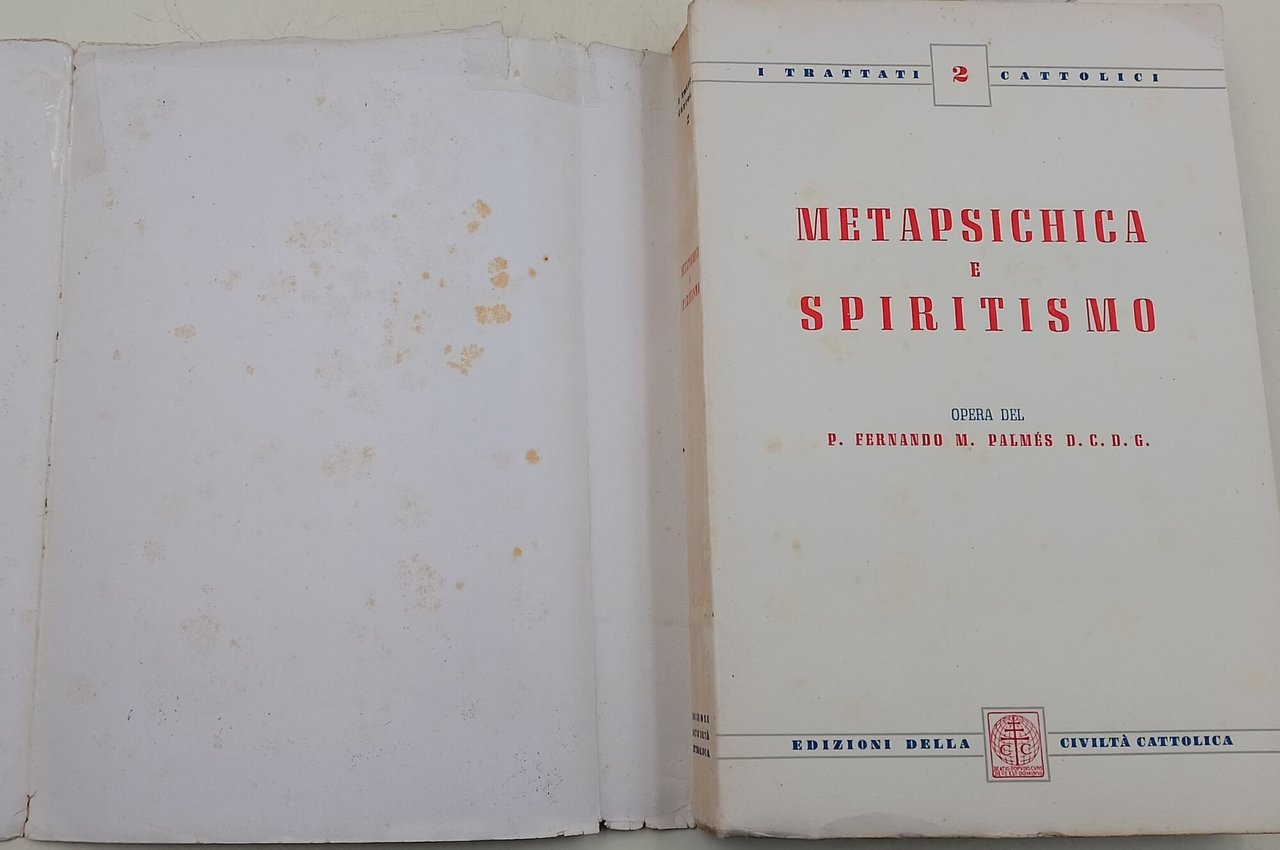 I TRATTATI 2 CATTOLICI
METAPSICHICA
E
SPIRITISMO
OPERA DEL
P. FERNANDO M. PALMÉS D. C. D. G.
EDIZIONI DELLA CIVILTÀ CATTOLICA
C C